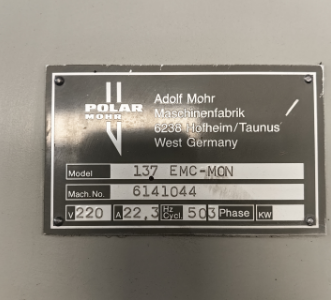 POLAR
MOHR
Adolf Mohr
Maschinenfabrik
6238 Hofheim/Taunus
West Germany
Model 137 EMC-MON
Mach. No. 6141044
V 220 A 22,3 Hz Cycl. 50 3 Phase KW